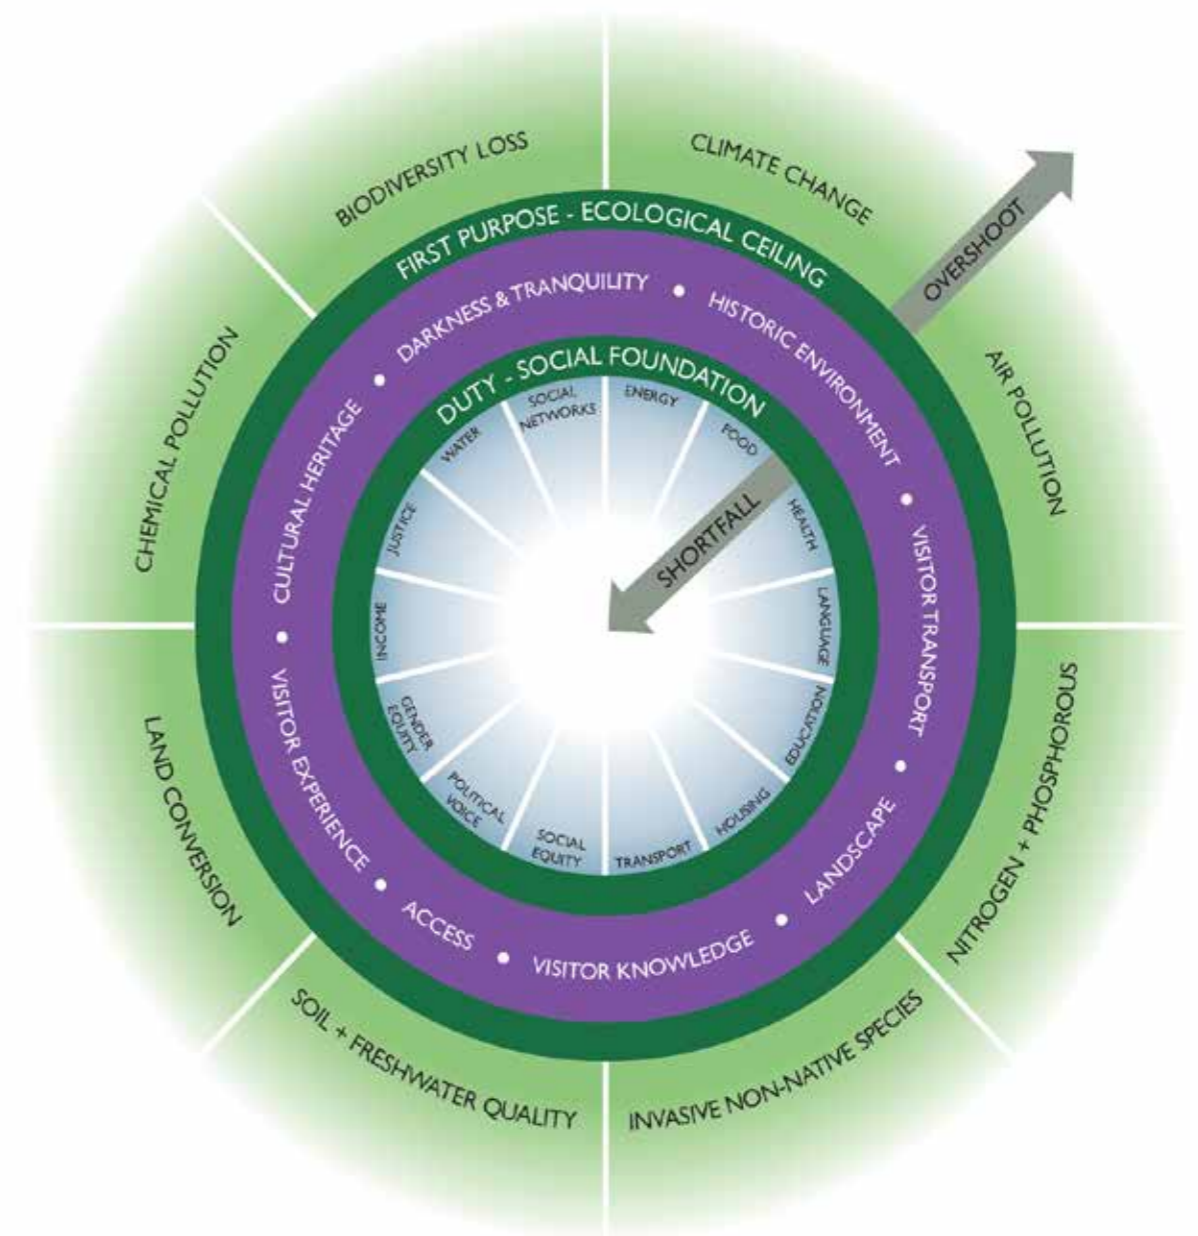 CLIMATE CHANGE
OVERSHOOT
AIR POLLUTION
NITROGEN + PHOSPHOROUS
INVASIVE NON-NATIVE SPECIES
SOIL + FRESHWATER QUALITY
LAND CONVERSION
CHEMICAL POLLUTION
BIODIVERSITY LOSS
FIRST PURPOSE - ECOLOGICAL CEILING
DARKNESS & TRANQUILITY
•
HISTORIC ENVIRONMENT
•
VISITOR TRANSPORT
•
LANDSCAPE
•
VISITOR KNOWLEDGE
•
ACCESS
•
VISITOR EXPERIENCE
•
CULTURAL HERITAGE
•
DUTY - SOCIAL FOUNDATION
ENERGY
FOOD
SHORTFALL
HEALTH
LANGUAGE
EDUCATION
HOUSING
TRANSPORT
SOCIAL
EQUITY
POLITICAL
VOICE
GENDER
EQUITY
INCOME
JUSTICE
WATER
SOCIAL
NETWORKS